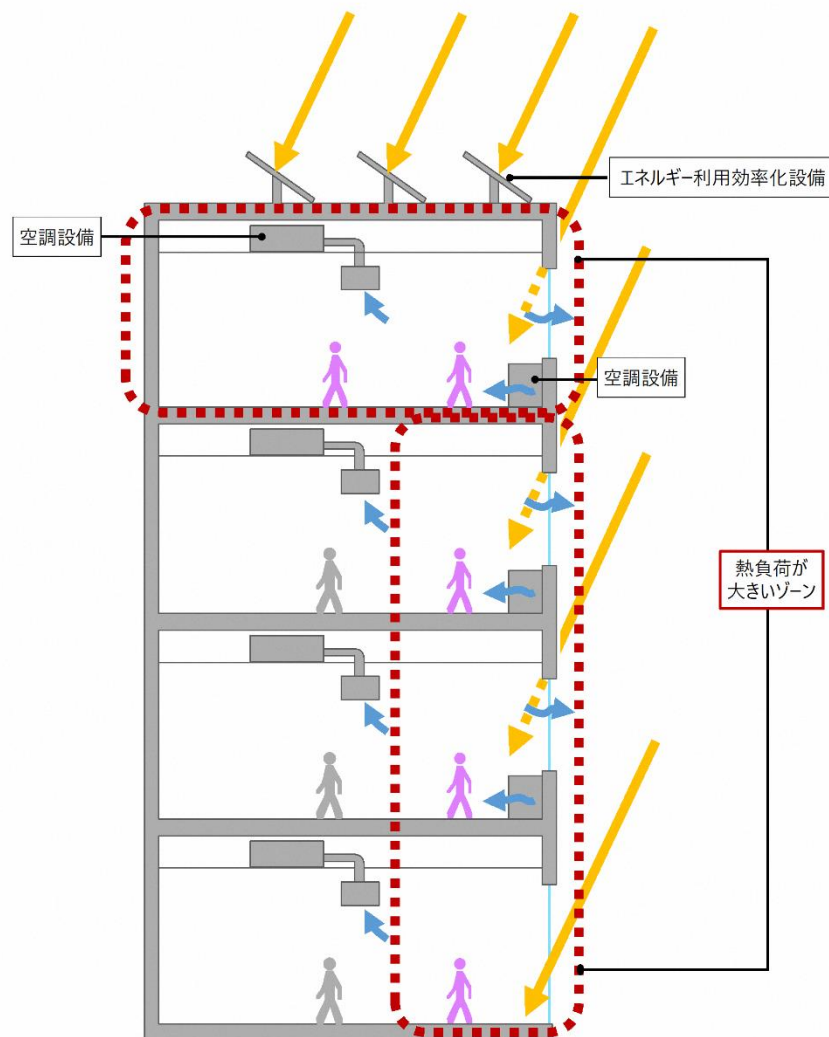 エネルギー利用効率化設備
空調設備
空調設備
熱負荷が
大きいゾーン